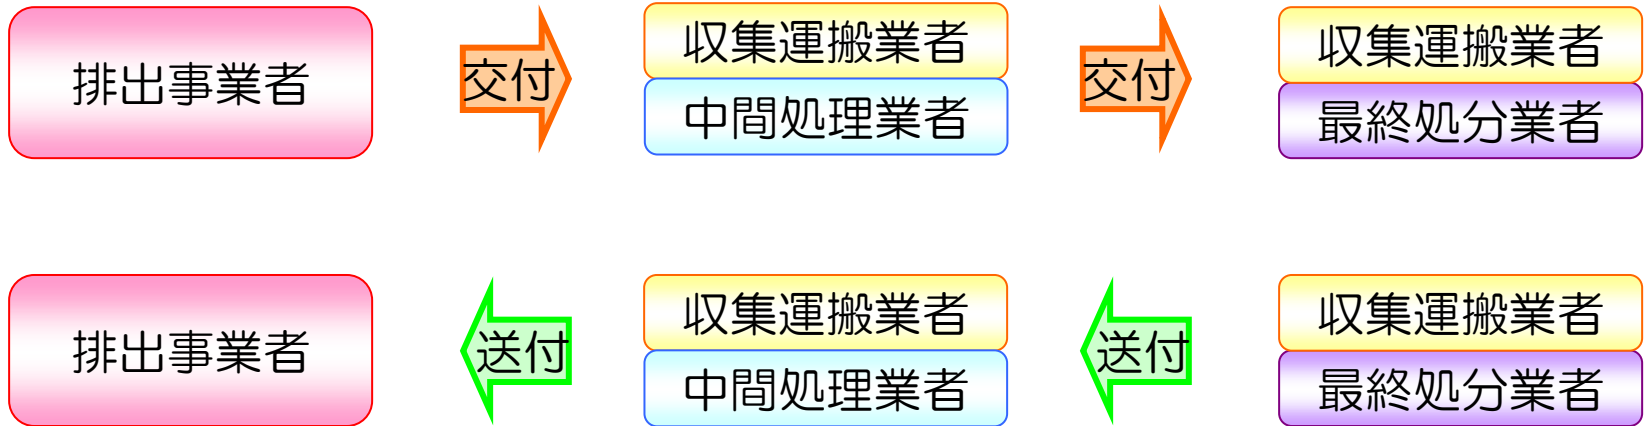 排出事業者
交付
収集運搬業者
中間処理業者
交付
収集運搬業者
最終処分業者
排出事業者
送付
収集運搬業者
中間処理業者
送付
収集運搬業者
最終処分業者